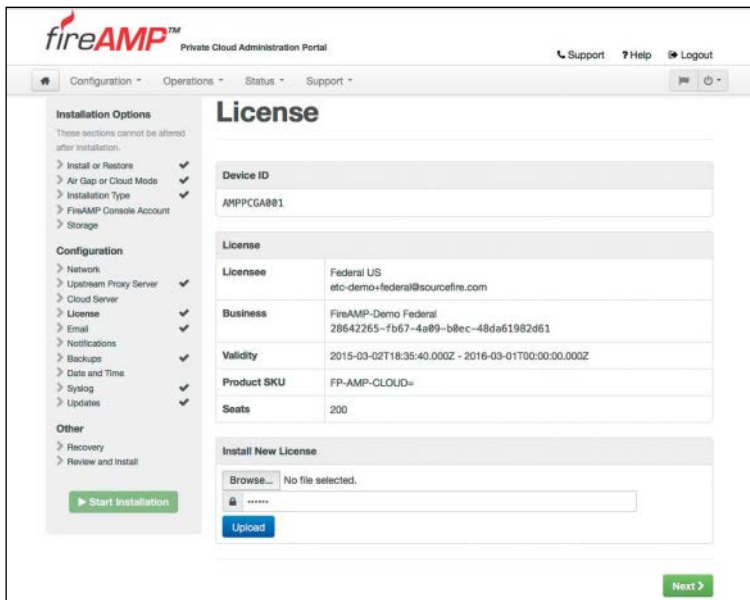 fireAMP™ Private Cloud Administration Portal
Support ? Help Logout
Configuration Operations Status Support
Installation Options
These sections cannot be altered
after installation.
Install or Restore
Air Gap or Cloud Mode
Installation Type
FireAMP Console Account
Storage
Configuration
Network
Upstream Proxy Server
Cloud Server
License
Email
Notifications
Backups
Date and Time
Syslog
Updates
Other
Recovery
Review and Install
Start Installation
License
Device ID
AMPPCGA001
License
Licensee Federal US
etc-demo+federal@sourcefire.com
Business FireAMP-Demo Federal
28642265-fb67-4a09-b0ec-48da61982d61
Validity 2015-03-02T18:35:40.000Z - 2016-03-01T00:00:00.000Z
Product SKU FP-AMP-CLOUD=
Seats 200
Install New License
Browse... No file selected.
••••••
Upload
Next